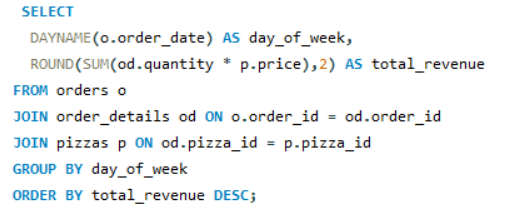 SELECT
DAYNAME(o.order_date) AS day_of_week,
ROUND(SUM(od.quantity * p.price),2) AS total_revenue
FROM orders o
JOIN order_details od ON o.order_id = od.order_id
JOIN pizzas p ON od.pizza_id = p.pizza_id
GROUP BY day_of_week
ORDER BY total_revenue DESC;